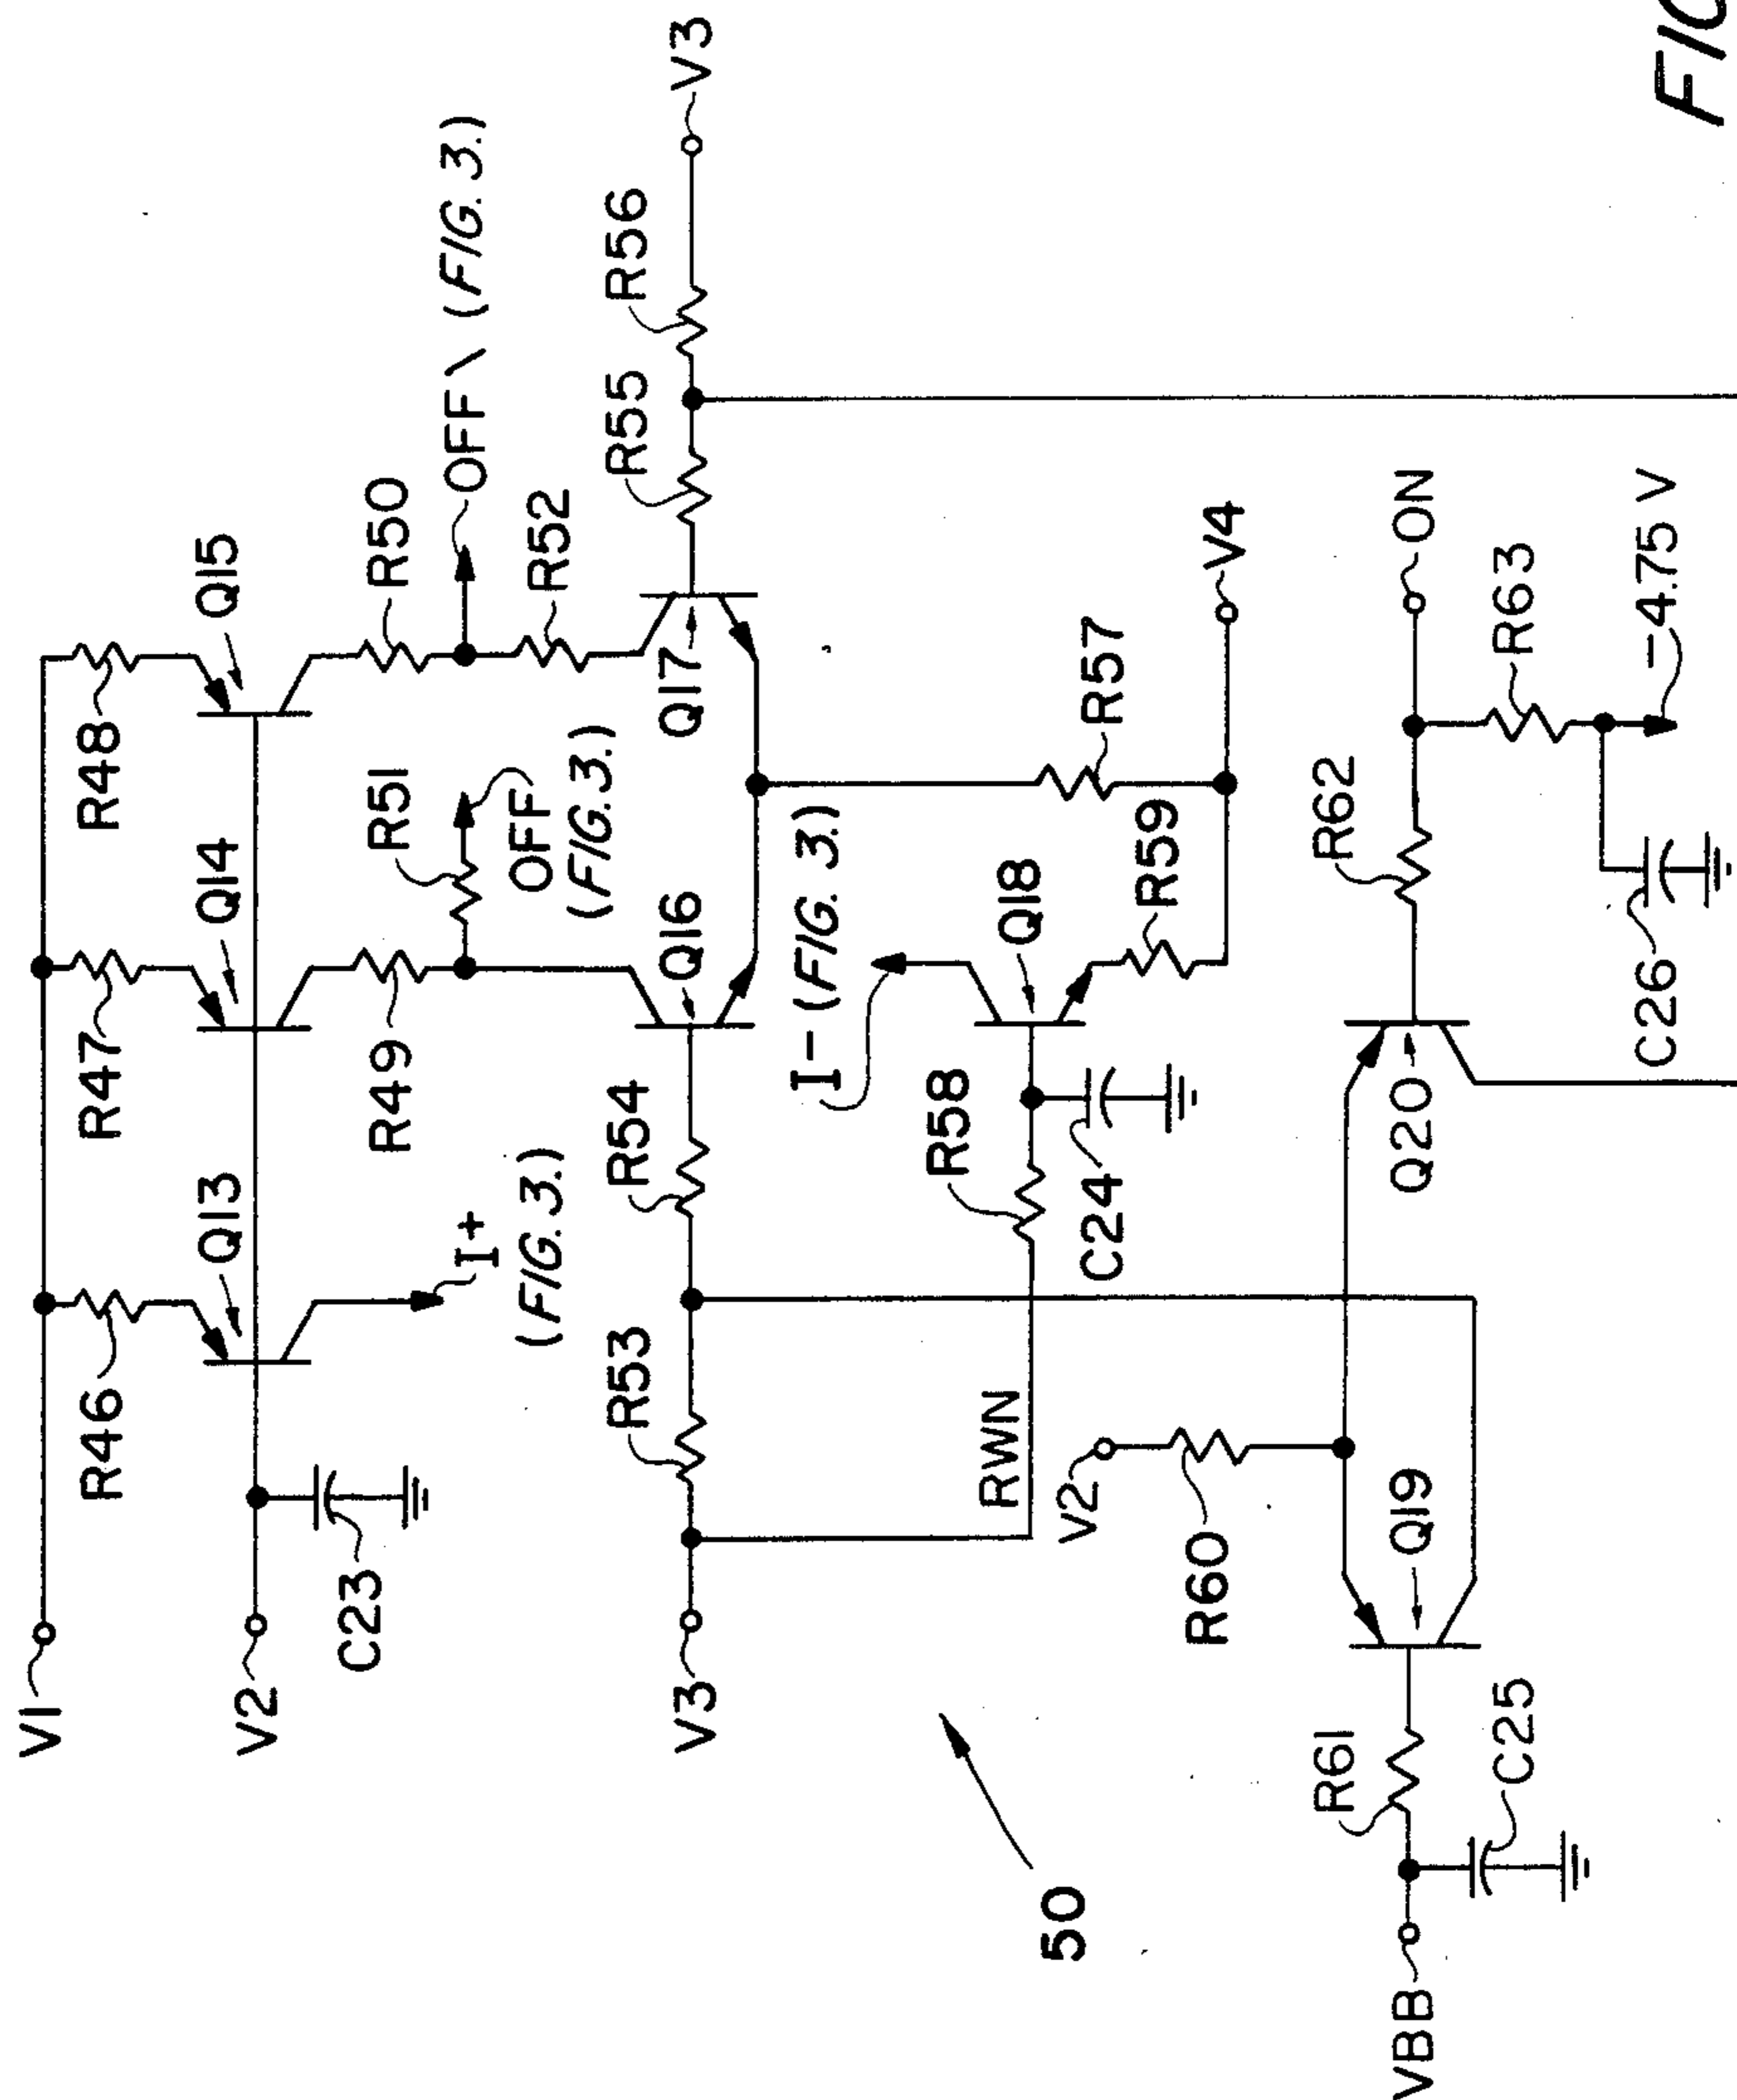 V1
R46
R47
R48
Q13
Q14
Q15
V2
C23
R49
R51
R50
I+
(FIG. 3.)
OFF
(FIG. 3.)
OFF \ (FIG. 3.)
R52
V3
R53
R54
Q16
Q17
R55
R56
V3
I- (FIG. 3.)
RWN
R58
C24
Q18
R59
R57
V4
50
V2
R60
VBB
R61
C25
Q19
Q20
R62
ON
R63
C26
-4.75 V